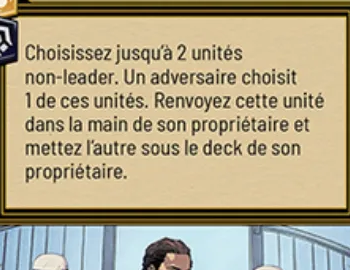 Choisissez jusqu'à 2 unités
non-leader. Un adversaire choisit
1 de ces unités. Renvoyez cette unité
dans la main de son propriétaire et
mettez l'autre sous le deck de son
propriétaire.